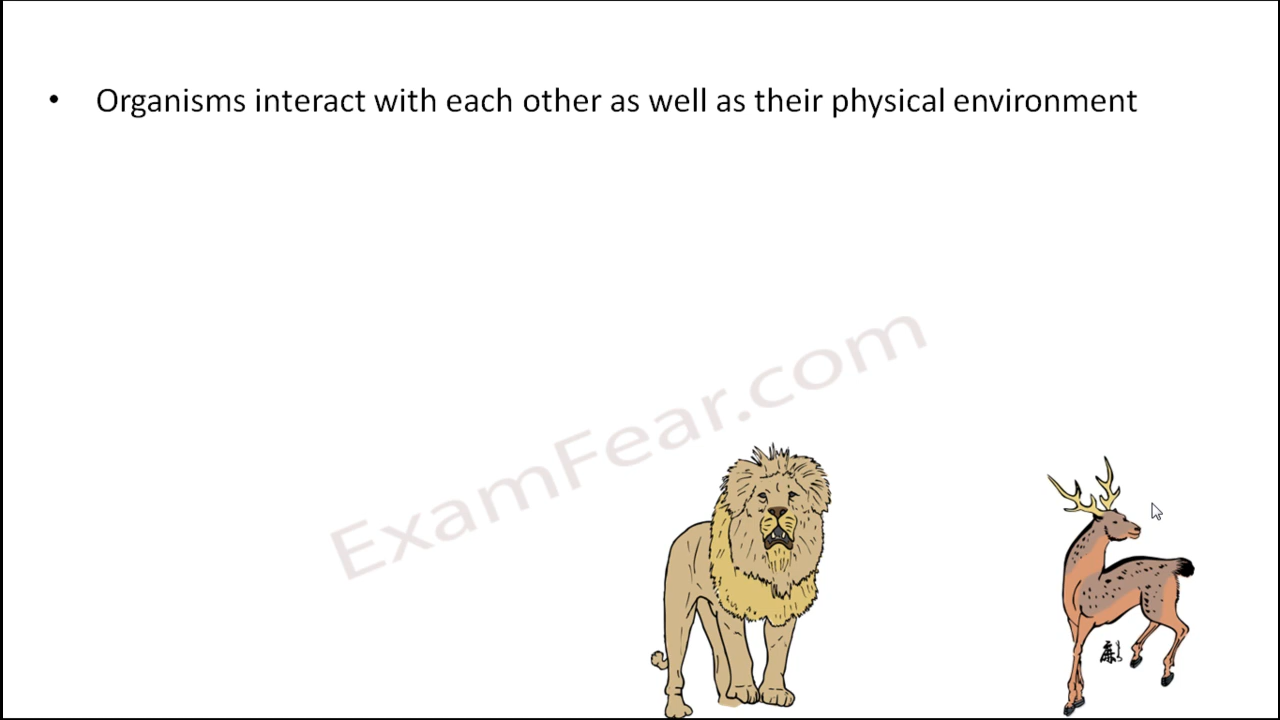 • Organisms interact with each other as well as their physical environment
ExamFear.com